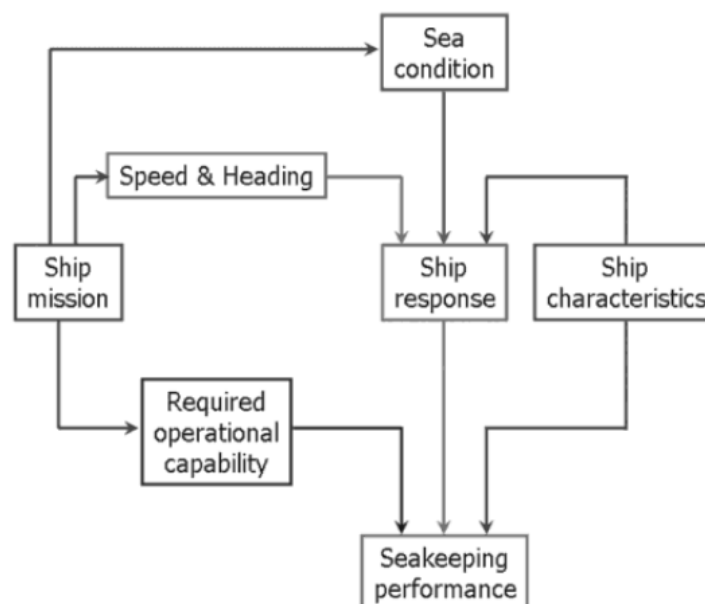 Sea
condition
Speed & Heading
Ship
mission
Ship
response
Ship
characteristics
Required
operational
capability
Seakeeping
performance